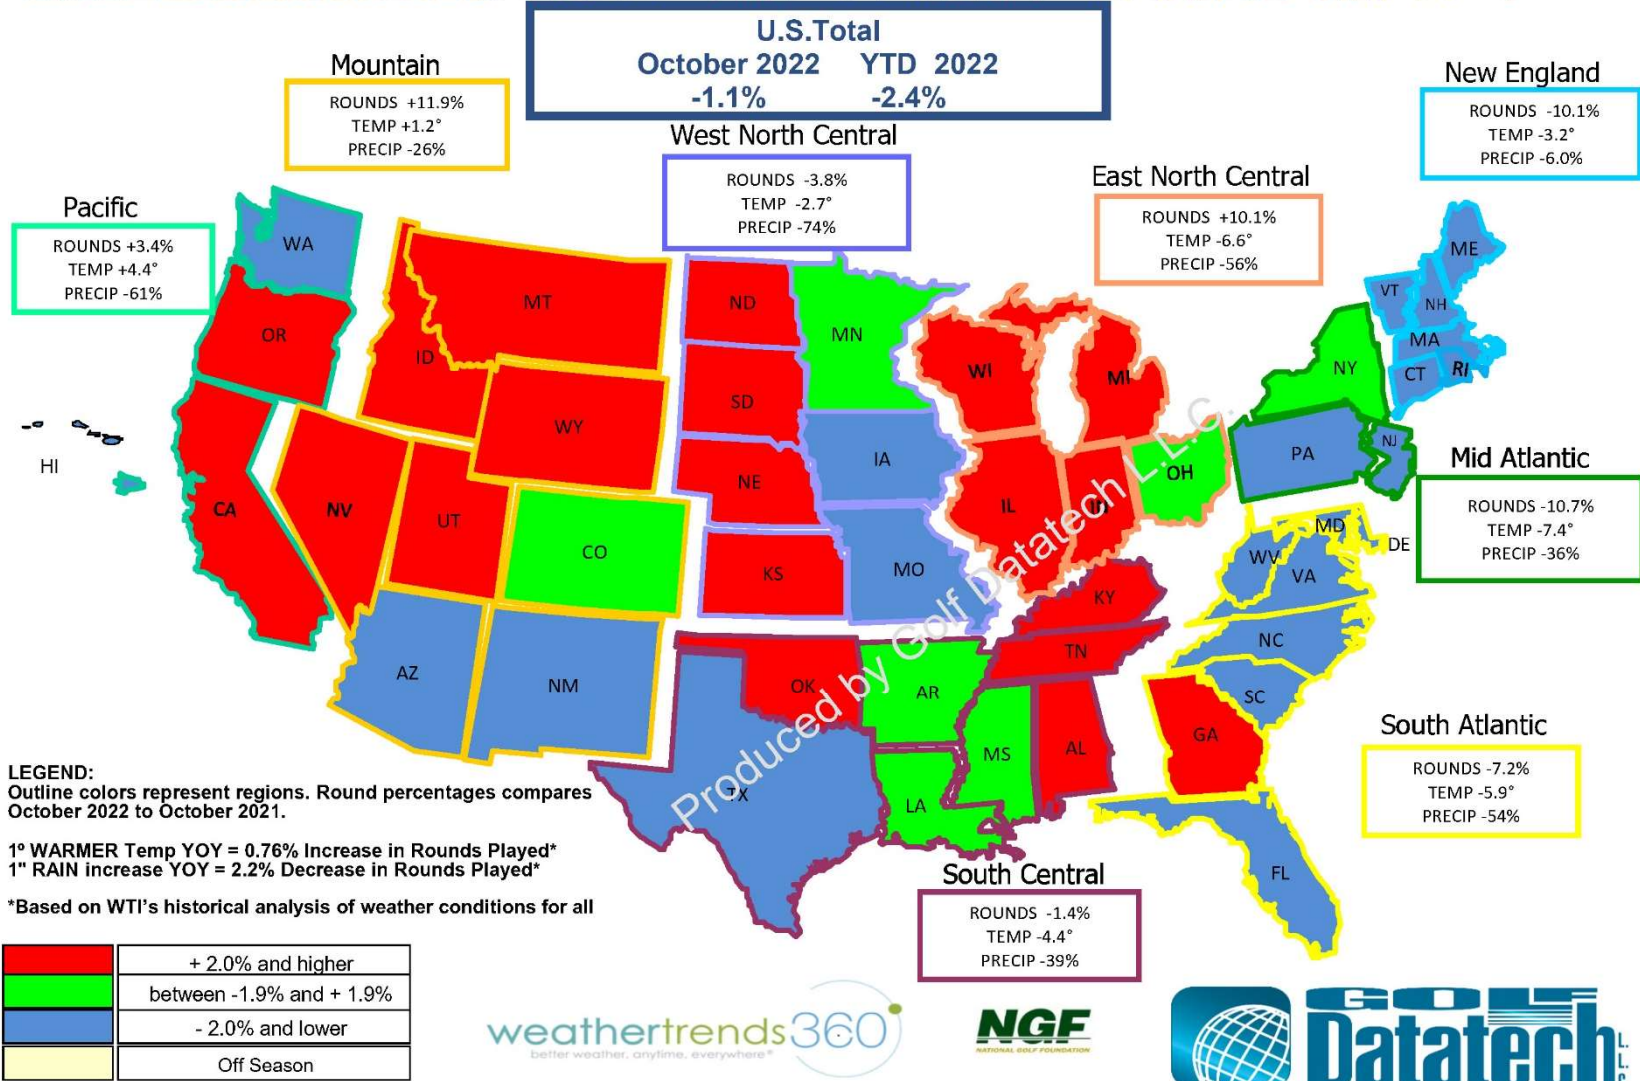 U.S.Total
October 2022 YTD 2022
-1.1% -2.4%
Mountain
ROUNDS +11.9%
TEMP +1.2°
PRECIP -26%
New England
ROUNDS -10.1%
TEMP -3.2°
PRECIP -6.0%
West North Central
ROUNDS -3.8%
TEMP -2.7°
PRECIP -74%
East North Central
ROUNDS +10.1%
TEMP -6.6°
PRECIP -56%
Pacific
ROUNDS +3.4%
TEMP +4.4°
PRECIP -61%
WA
OR
CA
HI
MT
ID
WY
NV
UT
CO
AZ
NM
ND
SD
NE
KS
MN
IA
MO
WI
MI
IL
IN
OH
KY
TN
OK
AR
TX
LA
MS
AL
ME
VT
NH
MA
CT
RI
NY
PA
NJ
MD
DE
WV
VA
NC
SC
GA
FL
Mid Atlantic
ROUNDS -10.7%
TEMP -7.4°
PRECIP -36%
South Atlantic
ROUNDS -7.2%
TEMP -5.9°
PRECIP -54%
South Central
ROUNDS -1.4%
TEMP -4.4°
PRECIP -39%
Produced by Golf Datatech L.L.C.
LEGEND:
Outline colors represent regions. Round percentages compares
October 2022 to October 2021.
1º WARMER Temp YOY = 0.76% Increase in Rounds Played*
1" RAIN increase YOY = 2.2% Decrease in Rounds Played*
*Based on WTI's historical analysis of weather conditions for all
+ 2.0% and higher
between -1.9% and + 1.9%
- 2.0% and lower
Off Season
weathertrends360°
better weather. anytime, everywhere®
NGF
NATIONAL GOLF FOUNDATION
GOLF
Datatech